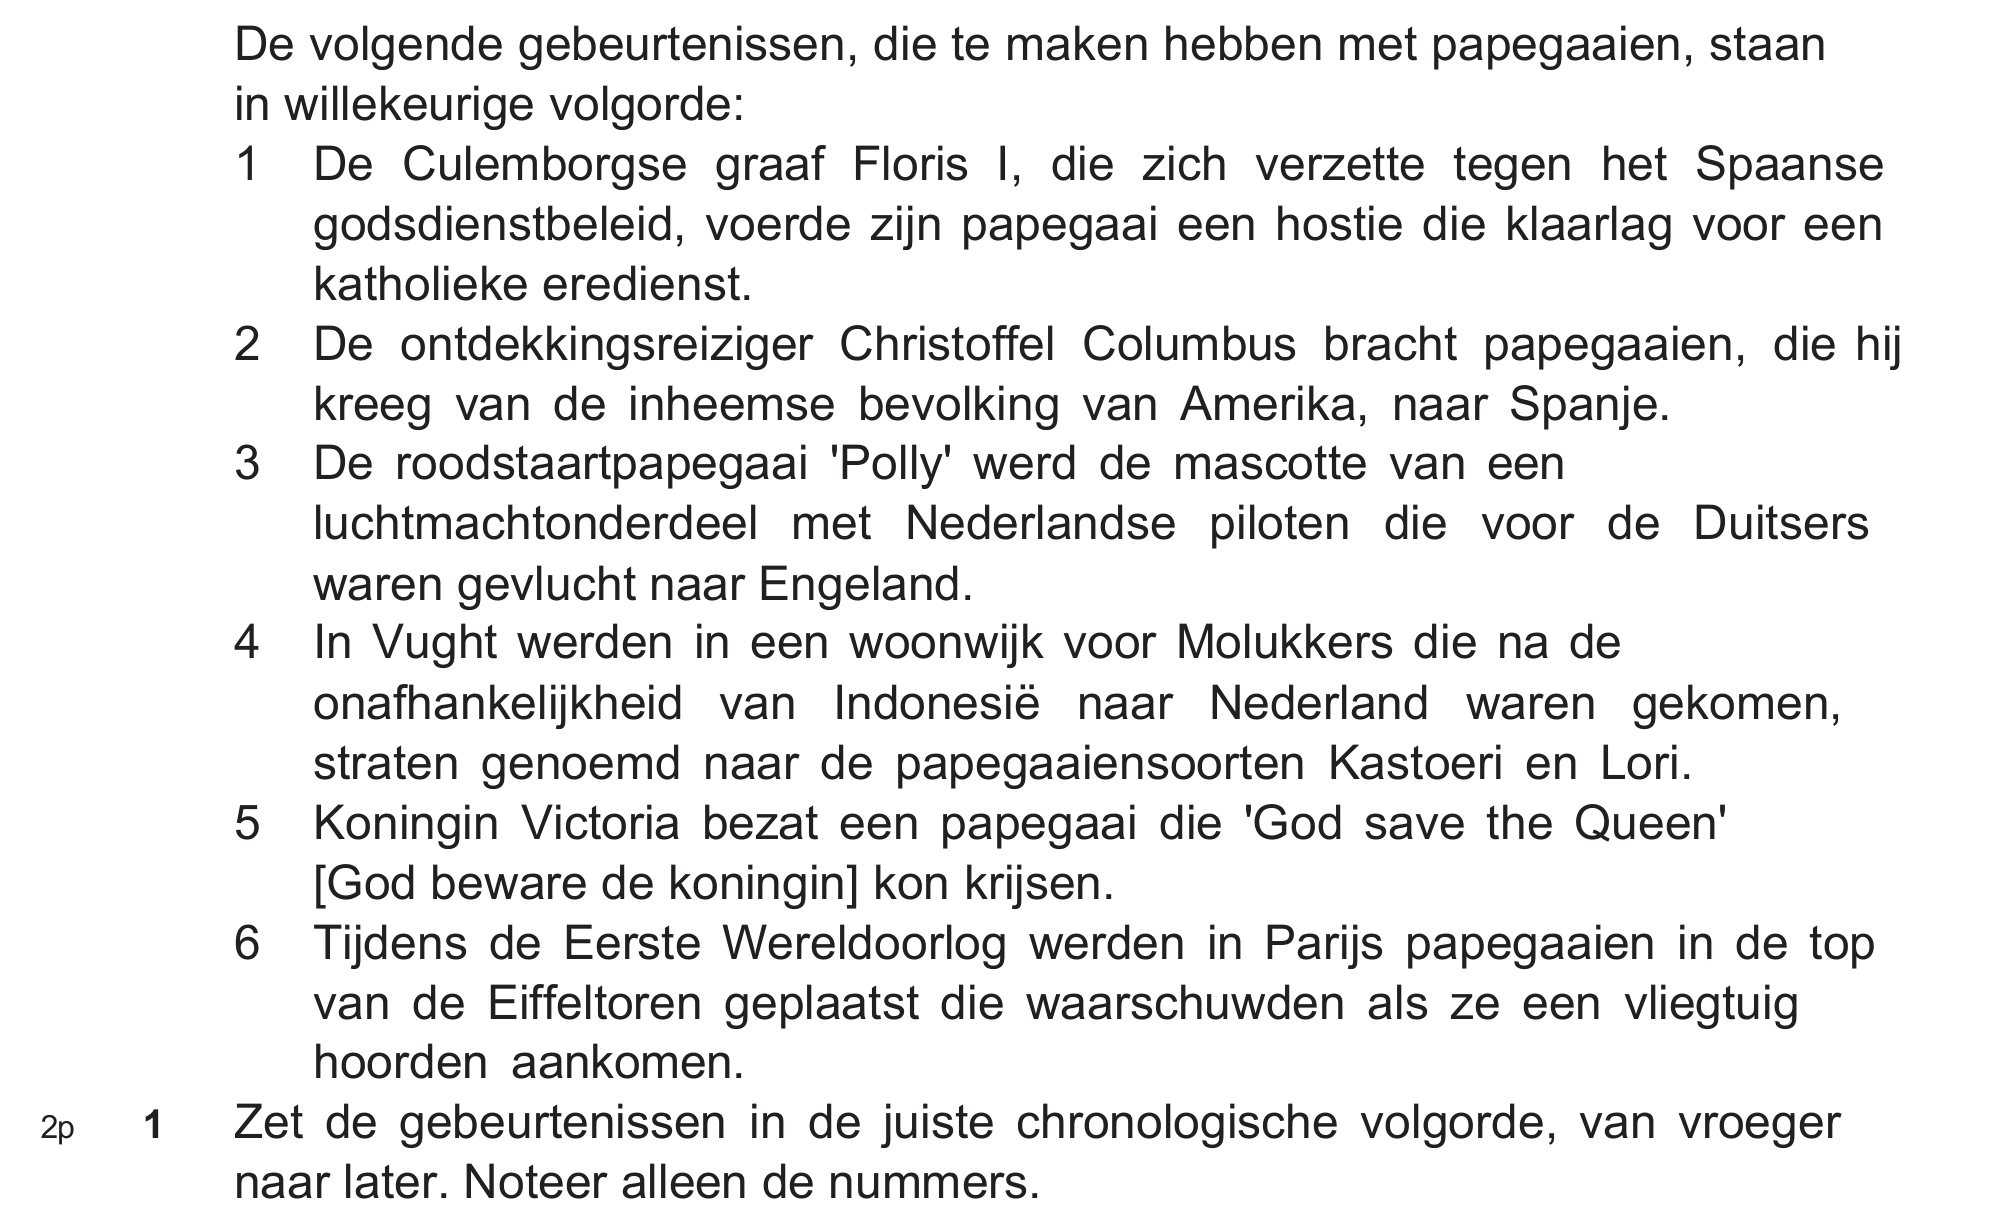 De volgende gebeurtenissen, die te maken hebben met papegaaien, staan
in willekeurige volgorde:
1 De Culemborgse graaf Floris I, die zich verzette tegen het Spaanse
godsdienstbeleid, voerde zijn papegaai een hostie die klaarlag voor een
katholieke eredienst.
2 De ontdekkingsreiziger Christoffel Columbus bracht papegaaien, die hij
kreeg van de inheemse bevolking van Amerika, naar Spanje.
3 De roodstaartpapegaai 'Polly' werd de mascotte van een
luchtmachtonderdeel met Nederlandse piloten die voor de Duitsers
waren gevlucht naar Engeland.
4 In Vught werden in een woonwijk voor Molukkers die na de
onafhankelijkheid van Indonesië naar Nederland waren gekomen,
straten genoemd naar de papegaaiensoorten Kastoeri en Lori.
5 Koningin Victoria bezat een papegaai die 'God save the Queen'
[God beware de koningin] kon krijsen.
6 Tijdens de Eerste Wereldoorlog werden in Parijs papegaaien in de top
van de Eiffeltoren geplaatst die waarschuwden als ze een vliegtuig
hoorden aankomen.
2p 1 Zet de gebeurtenissen in de juiste chronologische volgorde, van vroeger
naar later. Noteer alleen de nummers.